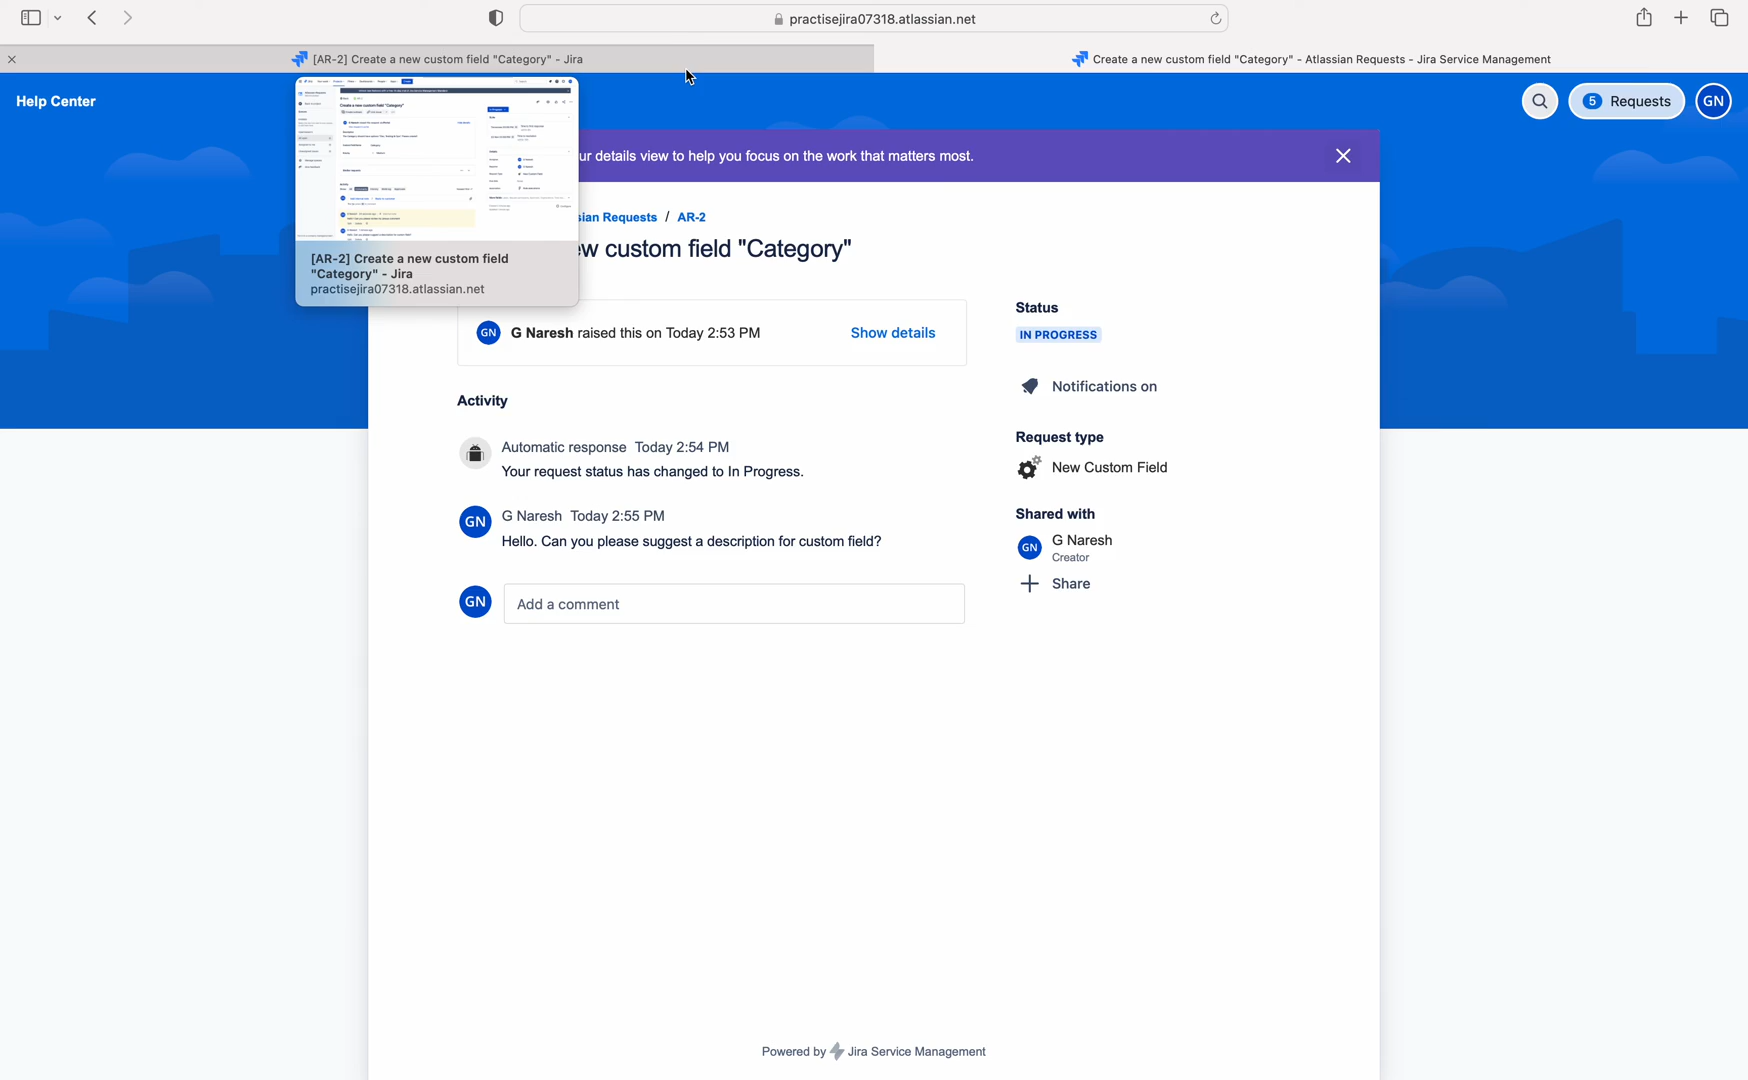 practisejira07318.atlassian.net
[AR-2] Create a new custom field "Category" - Jira
Create a new custom field "Category" - Atlassian Requests - Jira Service Management
Help Center
5 Requests GN
ur details view to help you focus on the work that matters most.
[AR-2] Create a new custom field
"Category" - Jira
practisejira07318.atlassian.net
sian Requests / AR-2
ew custom field "Category"
GN G Naresh raised this on Today 2:53 PM Show details
Status
IN PROGRESS
Notifications on
Activity
Automatic response Today 2:54 PM
Your request status has changed to In Progress.
Request type
New Custom Field
GN G Naresh Today 2:55 PM
Hello. Can you please suggest a description for custom field?
Shared with
GN G Naresh
Creator
Share
GN Add a comment
Powered by Jira Service Management